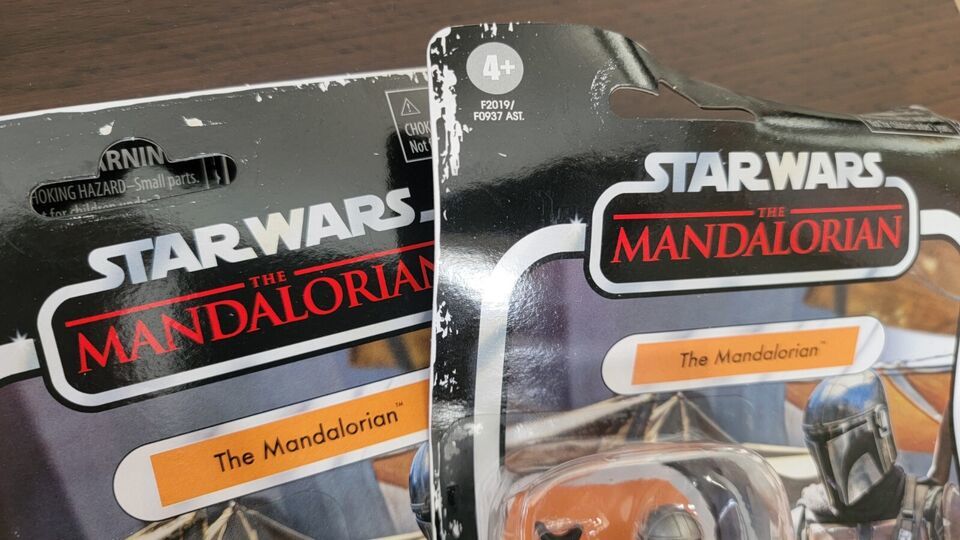 RNIN
HOKING HAZARD–Small parts.
CHOK
Not
STAR WARS
THE
MANDALORIAN
The Mandalorian™
4+
F2019/
F0937 AST.
STAR WARS
THE
MANDALORIAN
The Mandalorian™